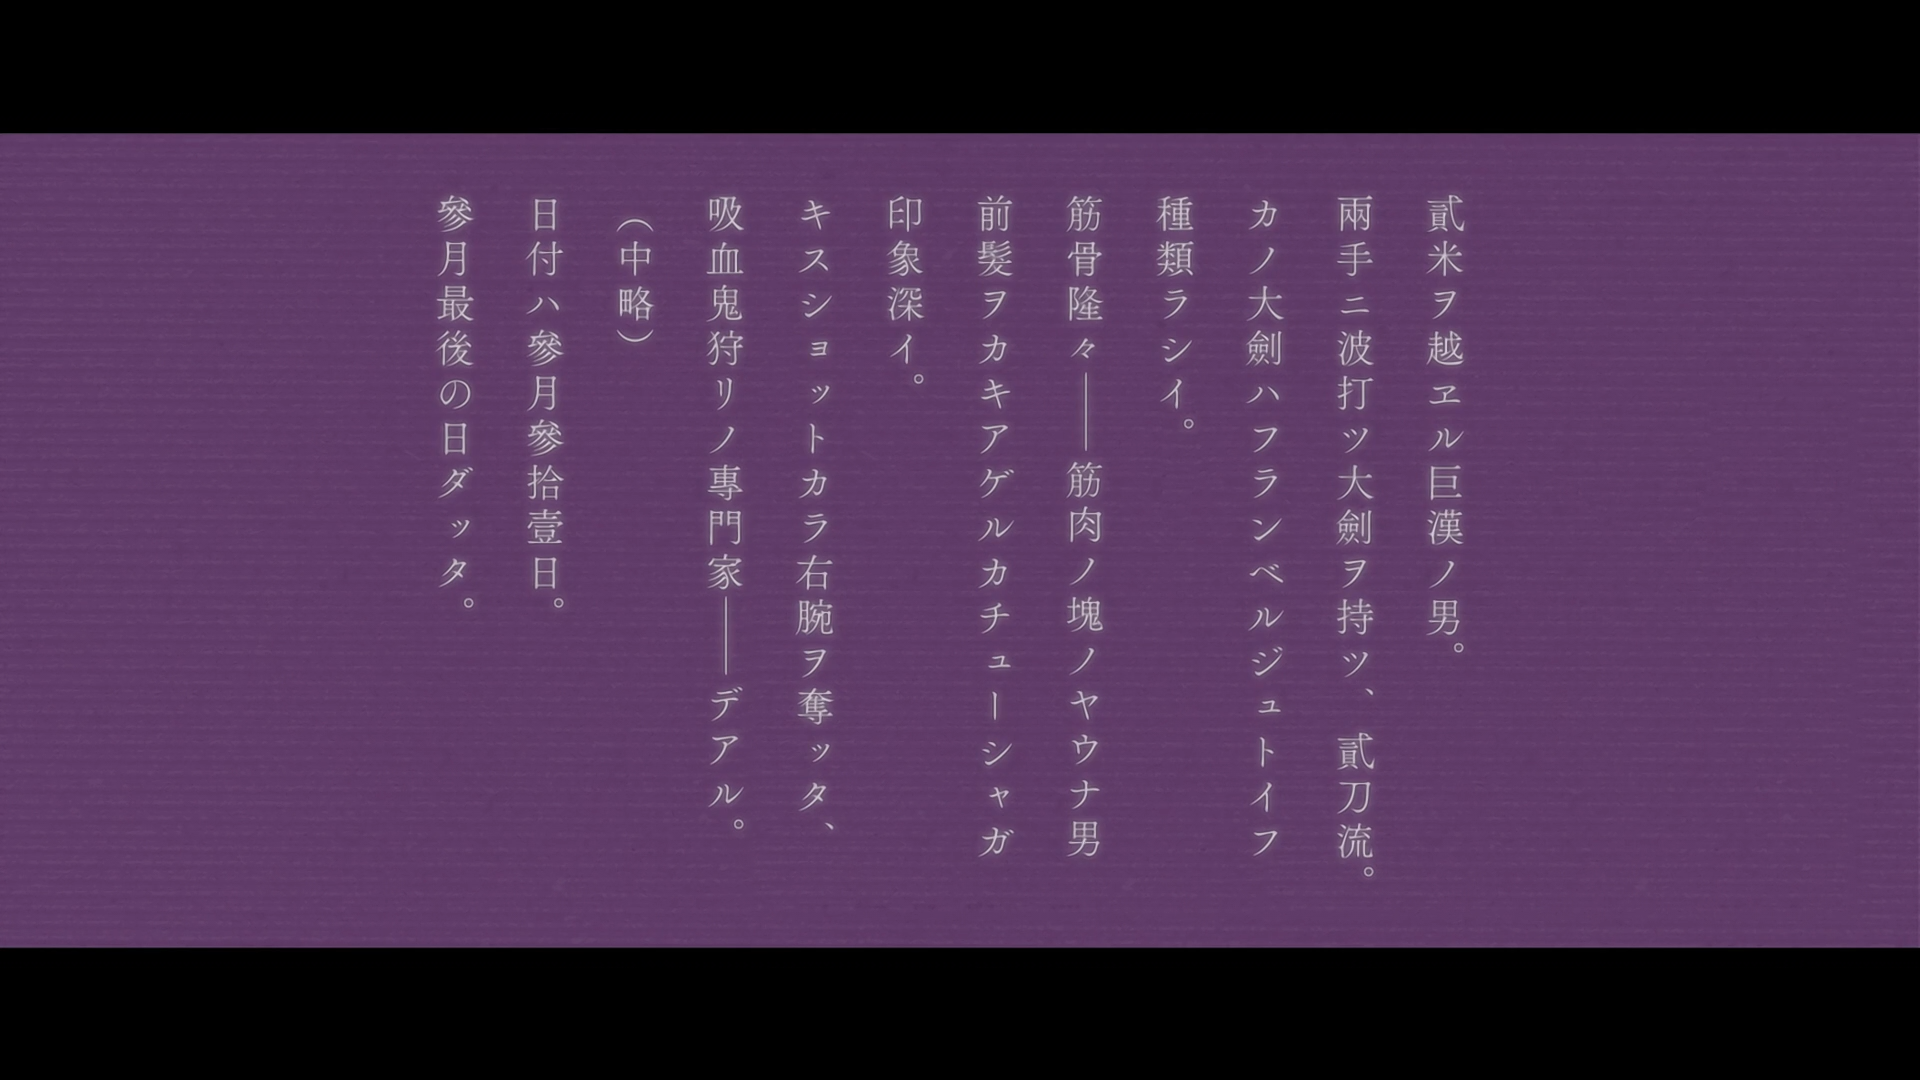 貳米ヲ越ヱル巨漢ノ男。
兩手ニ波打ツ大劍ヲ持ツ、貳刀流。
カノ大劍ハフランベルジュトイフ
種類ラシイ。
筋骨隆々――筋肉ノ塊ノヤウナ男
前髮ヲカキアゲルカチューシャガ
印象深イ。
キスショットカラ右腕ヲ奪ッタ、
吸血鬼狩リノ專門家――デアル。
（中略）
日付ハ參月參拾壹日。
參月最後の日ダッタ。